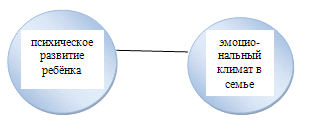 психическое
развитие
ребёнка
эмоцио-
нальный
климат в
семье